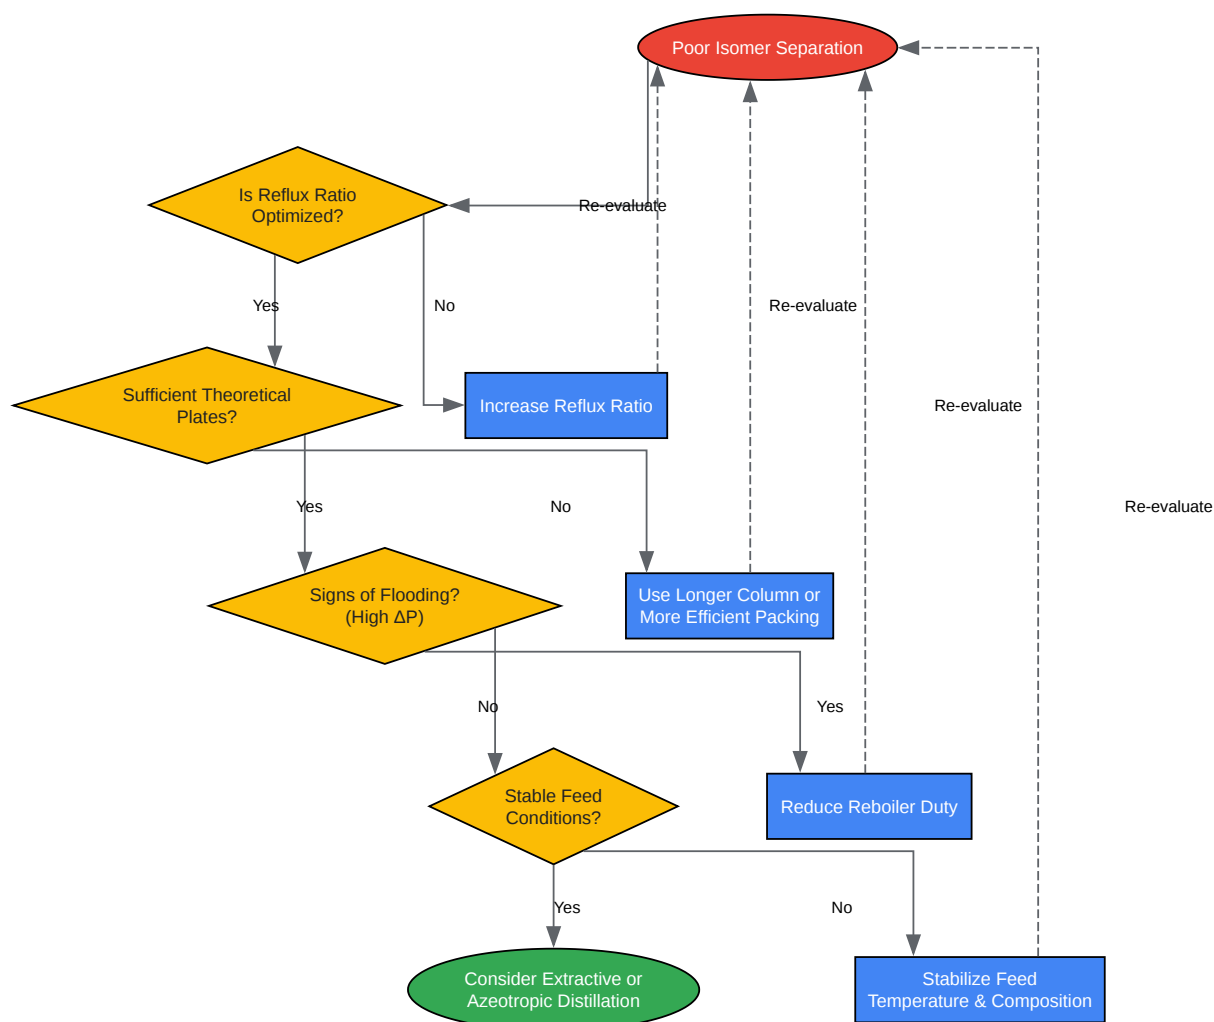 Poor Isomer Separation
Is Reflux Ratio
Optimized?
Re-evaluate
Yes
No
Re-evaluate
Sufficient Theoretical
Plates?
Increase Reflux Ratio
Re-evaluate
Yes
No
Re-evaluate
Signs of Flooding?
(High ΔP)
Use Longer Column or
More Efficient Packing
No
Yes
Stable Feed
Conditions?
Reduce Reboiler Duty
Yes
No
Consider Extractive or
Azeotropic Distillation
Stabilize Feed
Temperature & Composition